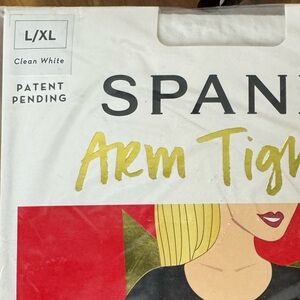 L/XL
Clean White
PATENT
PENDING
SPAN
Arm Tigh